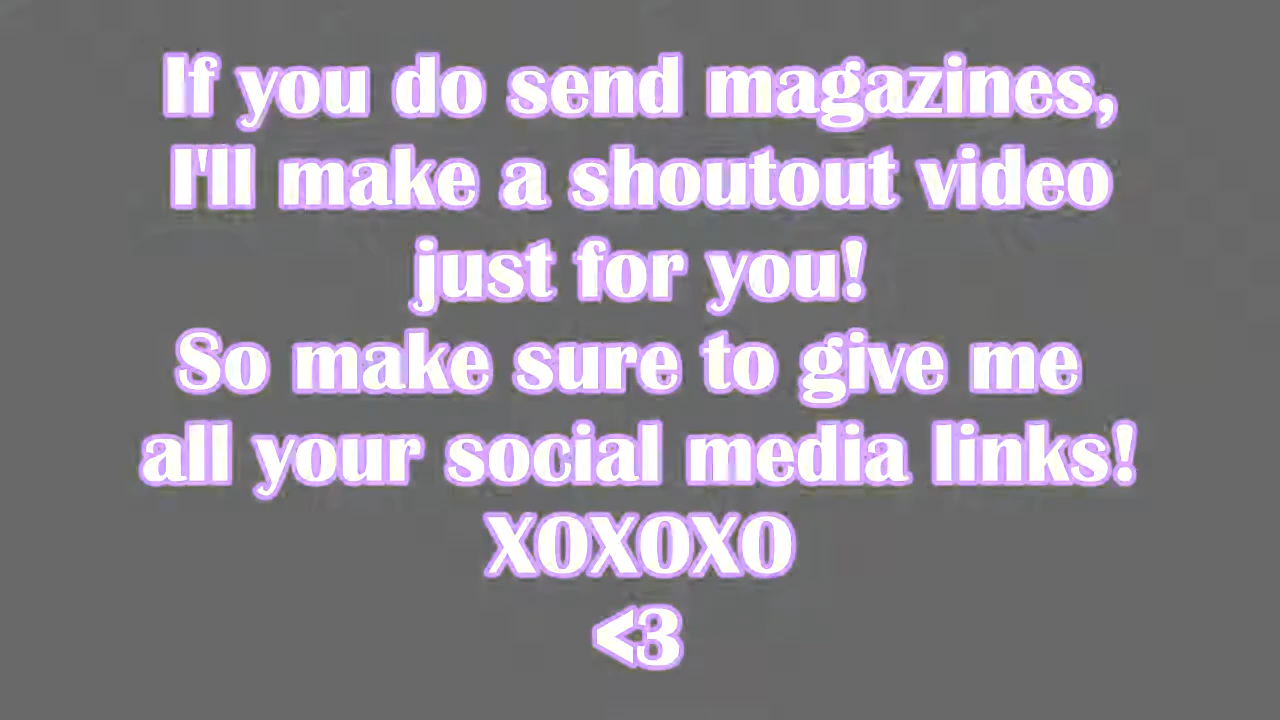 If you do send magazines,
I'll make a shoutout video
just for you!
So make sure to give me
all your social media links!
XOXOXO
<3